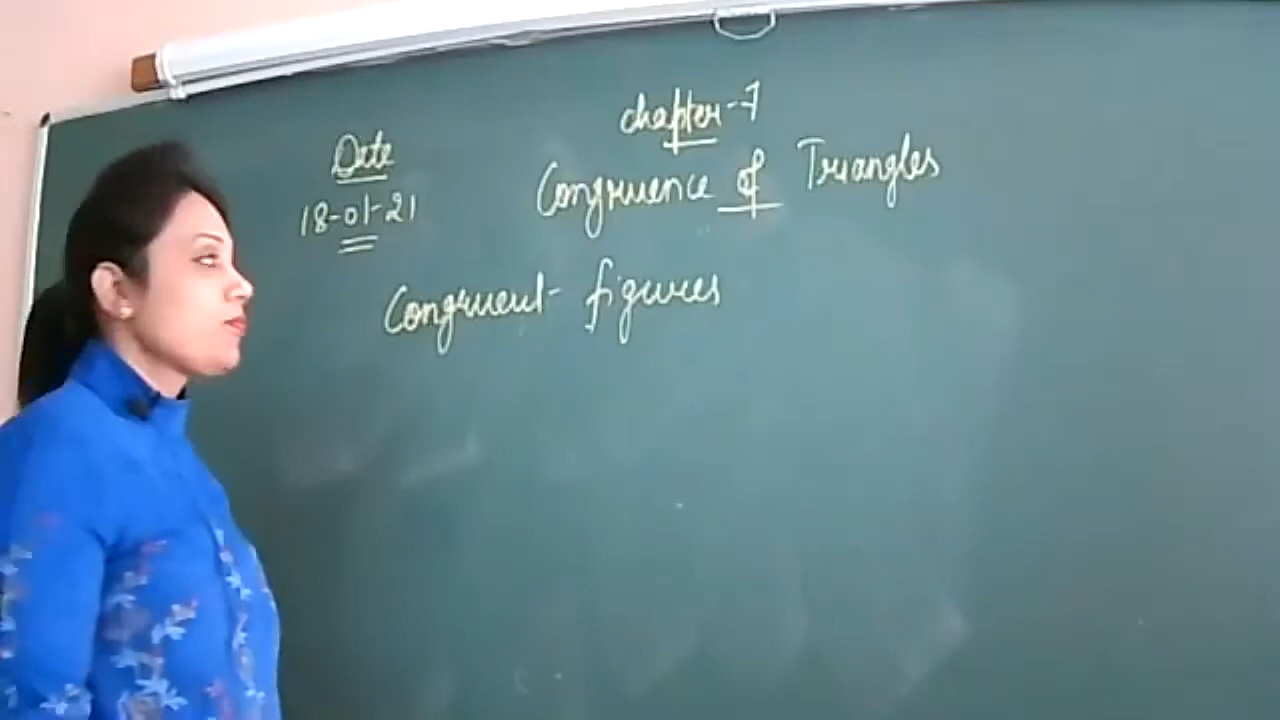 chapter-7
Date
Congruence of Triangles
18-01-21
Congruent figures